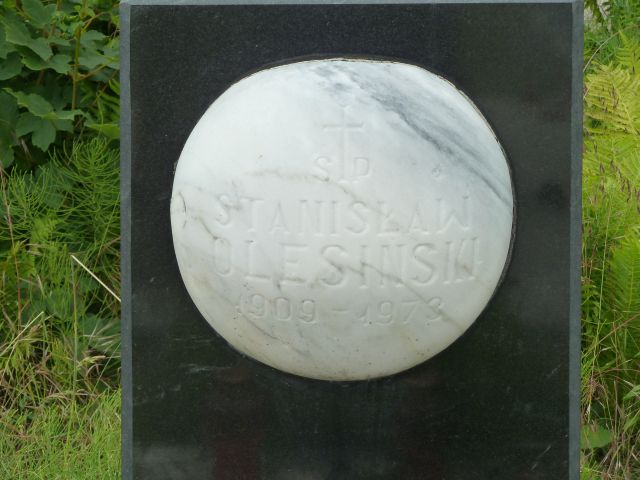 S P
STANISŁAW
OLESIŃSKI
1909 - 1973